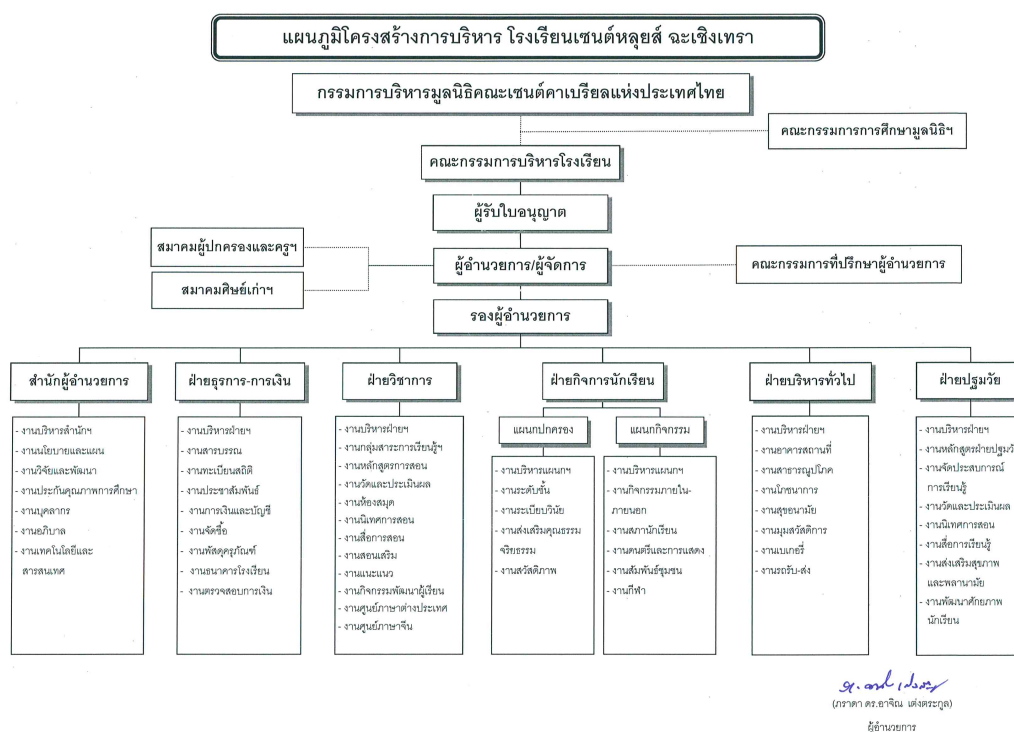 แผนภูมิโครงสร้างการบริหาร โรงเรียนเซนต์หลุยส์ ฉะเชิงเทรา
กรรมการบริหารมูลนิธิคณะเซนต์คาเบรียลแห่งประเทศไทย
คณะกรรมการการศึกษามูลนิธิฯ
คณะกรรมการบริหารโรงเรียน
ผู้รับใบอนุญาต
สมาคมผู้ปกครองและครูฯ
ผู้อำนวยการ/ผู้จัดการ
คณะกรรมการที่ปรึกษาผู้อำนวยการ
สมาคมศิษย์เก่าฯ
รองผู้อำนวยการ
สำนักผู้อำนวยการ
- งานบริหารสำนักฯ
- งานนโยบายและแผน
- งานวิจัยและพัฒนา
- งานประกันคุณภาพการศึกษา
- งานบุคลากร
- งานอภิบาล
- งานเทคโนโลยีและ
สารสนเทศ
ฝ่ายธุรการ-การเงิน
- งานบริหารฝ่ายฯ
- งานสารบรรณ
- งานทะเบียนสถิติ
- งานประชาสัมพันธ์
- งานการเงินและบัญชี
- งานจัดซื้อ
- งานพัสดุครุภัณฑ์
- งานธนาคารโรงเรียน
- งานตรวจสอบการเงิน
ฝ่ายวิชาการ
- งานบริหารฝ่ายฯ
- งานกลุ่มสาระการเรียนรู้ฯ
- งานหลักสูตรการสอน
- งานวัดและประเมินผล
- งานห้องสมุด
- งานนิเทศการสอน
- งานสื่อการสอน
- งานสอนเสริม
- งานแนะแนว
- งานกิจกรรมพัฒนาผู้เรียน
- งานศูนย์ภาษาต่างประเทศ
- งานศูนย์ภาษาจีน
ฝ่ายกิจการนักเรียน
แผนกปกครอง
- งานบริหารแผนกฯ
- งานระดับชั้น
- งานระเบียบวินัย
- งานส่งเสริมคุณธรรม
จริยธรรม
- งานสวัสดิภาพ
แผนกกิจกรรม
- งานบริหารแผนกฯ
- งานกิจกรรมภายใน-
ภายนอก
- งานสภานักเรียน
- งานดนตรีและการแสดง
- งานสัมพันธ์ชุมชน
- งานกีฬา
ฝ่ายบริหารทั่วไป
- งานบริหารฝ่ายฯ
- งานอาคารสถานที่
- งานสาธารณูปโภค
- งานโภชนาการ
- งานสุขอนามัย
- งานมุมสวัสดิการ
- งานเบเกอรี่
- งานรถรับ-ส่ง
ฝ่ายปฐมวัย
- งานบริหารฝ่ายฯ
- งานหลักสูตรฝ่ายปฐมวัย
- งานจัดประสบการณ์
การเรียนรู้
- งานวัดและประเมินผล
- งานนิเทศการสอน
- งานสื่อการเรียนรู้
- งานส่งเสริมสุขภาพ
และพลานามัย
- งานพัฒนาศักยภาพ
นักเรียน
(ภราดา ดร.อาจิณ เต่งตระกูล)
ผู้อำนวยการ